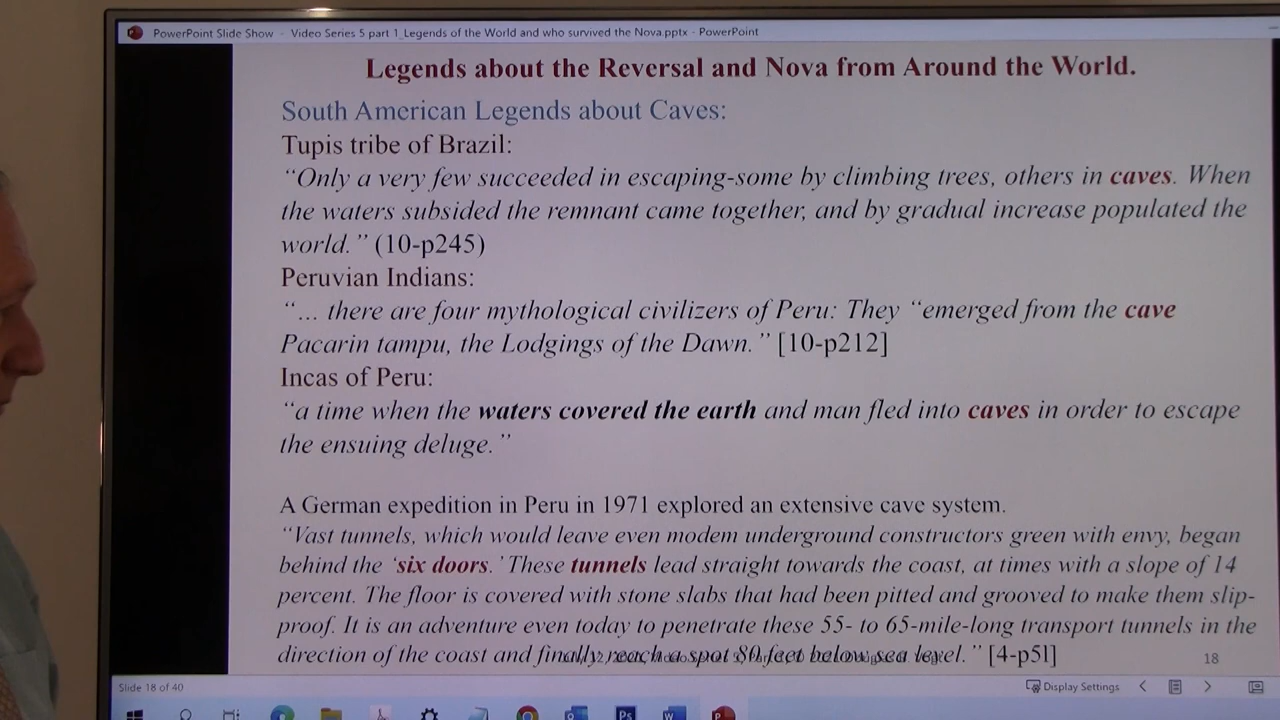 PowerPoint Slide Show - Video Series 5 part 1_Legends of the World and who survived the Nova.pptx - PowerPoint
Legends about the Reversal and Nova from Around the World.
South American Legends about Caves:
Tupis tribe of Brazil:
“Only a very few succeeded in escaping-some by climbing trees, others in caves. When
the waters subsided the remnant came together, and by gradual increase populated the
world.” (10-p245)
Peruvian Indians:
“... there are four mythological civilizers of Peru: They “emerged from the cave
Pacarin tampu, the Lodgings of the Dawn.” [10-p212]
Incas of Peru:
“a time when the waters covered the earth and man fled into caves in order to escape
the ensuing deluge.”
A German expedition in Peru in 1971 explored an extensive cave system.
“Vast tunnels, which would leave even modem underground constructors green with envy, began
behind the ‘six doors.’ These tunnels lead straight towards the coast, at times with a slope of 14
percent. The floor is covered with stone slabs that had been pitted and grooved to make them slip-
proof. It is an adventure even today to penetrate these 55- to 65-mile-long transport tunnels in the
direction of the coast and finally reach a spot 80 feet below sea level.” [4-p51]
18
Slide 18 of 40
Display Settings